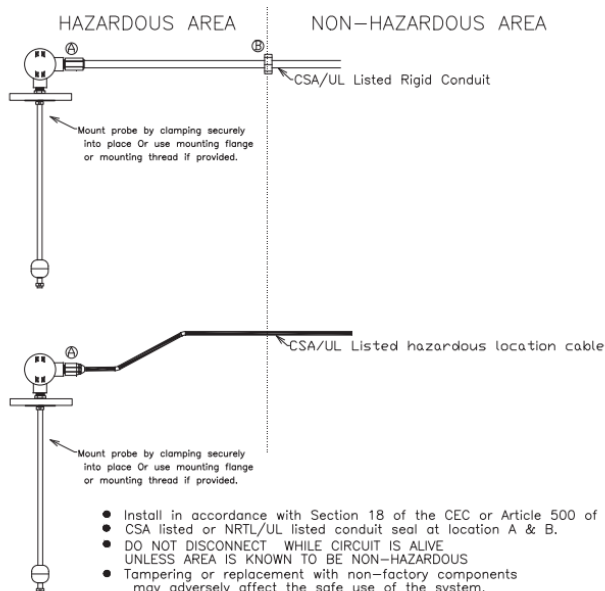 HAZARDOUS AREA
NON-HAZARDOUS AREA
A
B
CSA/UL Listed Rigid Conduit
Mount probe by clamping securely
into place Or use mounting flange
or mounting thread if provided.
A
CSA/UL Listed hazardous location cable
Mount probe by clamping securely
into place Or use mounting flange
or mounting thread if provided.
● Install in accordance with Section 18 of the CEC or Article 500 of
● CSA listed or NRTL/UL listed conduit seal at location A & B.
● DO NOT DISCONNECT WHILE CIRCUIT IS ALIVE
UNLESS AREA IS KNOWN TO BE NON-HAZARDOUS
● Tampering or replacement with non-factory components
may adversely affect the safe use of the system.